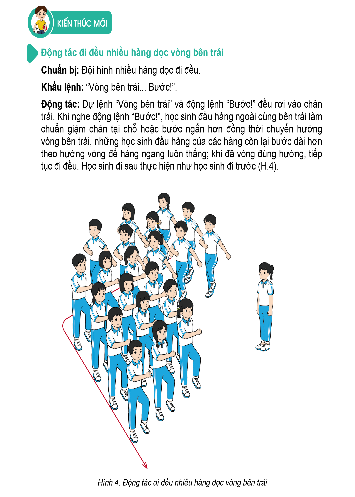 KIẾN THỨC MỚI
Động tác đi đều nhiều hàng dọc vòng bên trái
Chuẩn bị: Đội hình nhiều hàng dọc đi đều.
Khẩu lệnh: “Vòng bên trái... Bước!”.
Động tác: Dự lệnh “Vòng bên trái” và động lệnh “Bước!” đều rơi vào chân
trái. Khi nghe động lệnh “Bước!”, học sinh đầu hàng ngoài cùng bên trái làm
chuẩn giậm chân tại chỗ hoặc bước ngắn hơn đồng thời chuyển hướng
vòng bên trái, những học sinh đầu hàng của các hàng còn lại bước dài hơn
theo hướng vòng để hàng ngang luôn thẳng; khi đã vòng đúng hướng, tiếp
tục đi đều. Học sinh đi sau thực hiện như học sinh đi trước (H.4).
Hình 4. Động tác đi đều nhiều hàng dọc vòng bên trái